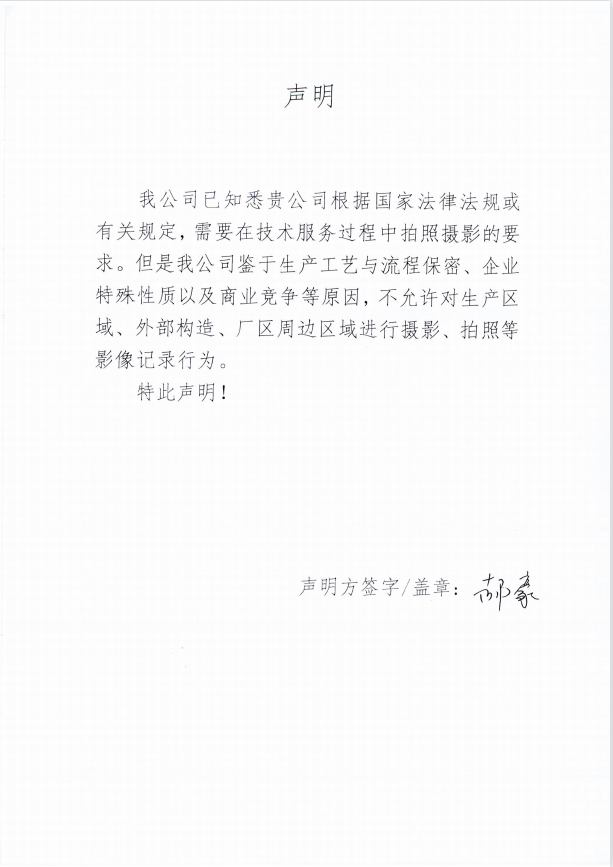 声明
我公司已知悉贵公司根据国家法律法规或
有关规定，需要在技术服务过程中拍照摄影的要
求。但是我公司鉴于生产工艺与流程保密、企业
特殊性质以及商业竞争等原因，不允许对生产区
域、外部构造、厂区周边区域进行摄影、拍照等
影像记录行为。
特此声明！
声明方签字/盖章：